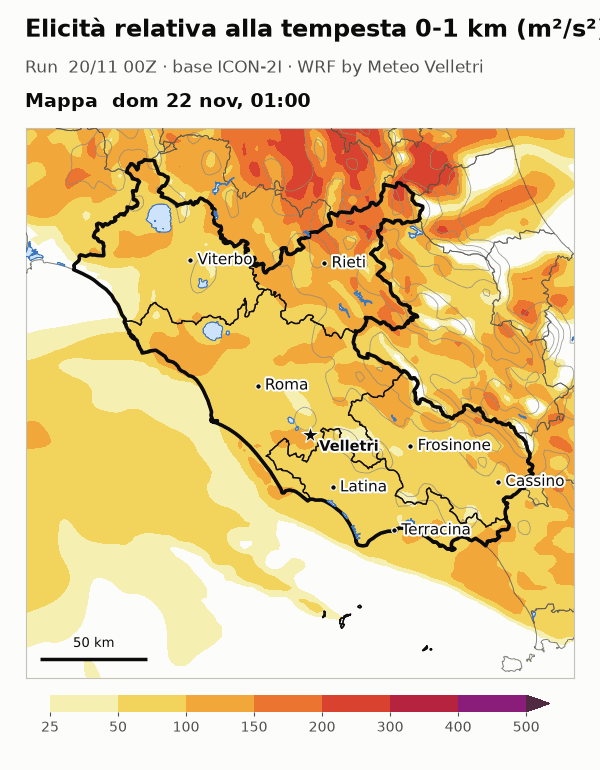 Elicità relativa alla tempesta 0-1 km (m²/s²)
Run 20/11 00Z · base ICON-2I · WRF by Meteo Velletri
Mappa dom 22 nov, 01:00
Viterbo
Rieti
Roma
Velletri
Frosinone
Cassino
Latina
Terracina
50 km
25 50 100 150 200 300 400 500